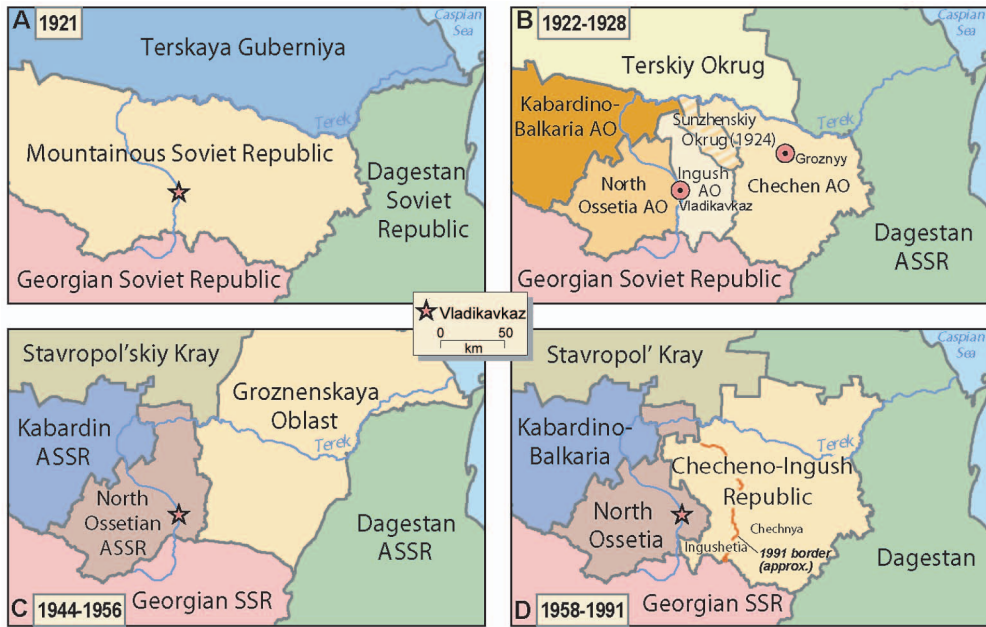 A
1921
Caspian
Sea
Terskaya Guberniya
Terek
Mountainous Soviet Republic
Dagestan
Soviet
Republic
Georgian Soviet Republic
B
1922-1928
Caspian
Sea
Terskiy Okrug
Kabardino-
Balkaria AO
Terek
Sunzhenskiy
Okrug (1924)
Groznyy
North
Ossetia AO
Ingush
AO
Vladikavkaz
Chechen AO
Dagestan
ASSR
Georgian Soviet Republic
Vladikavkaz
0 50
km
Stavropol'skiy Kray
Groznenskaya
Oblast
Kabardin
ASSR
Terek
North
Ossetian
ASSR
Dagestan
ASSR
Georgian SSR
C
1944-1956
Stavropol' Kray
Caspian
Sea
Kabardino-
Balkaria
Terek
Checheno-Ingush
Republic
North
Ossetia
Chechnya
Ingushetia
1991 border
(approx.)
Dagestan
Georgian SSR
D
1958-1991